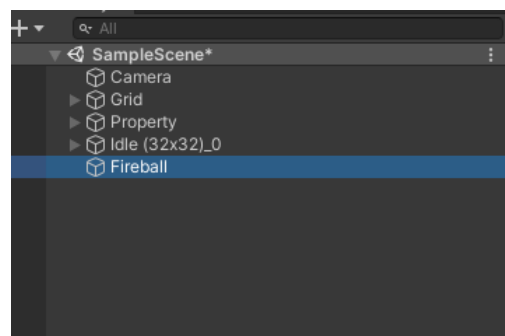 All
SampleScene*
Camera
Grid
Property
Idle (32x32)_0
Fireball